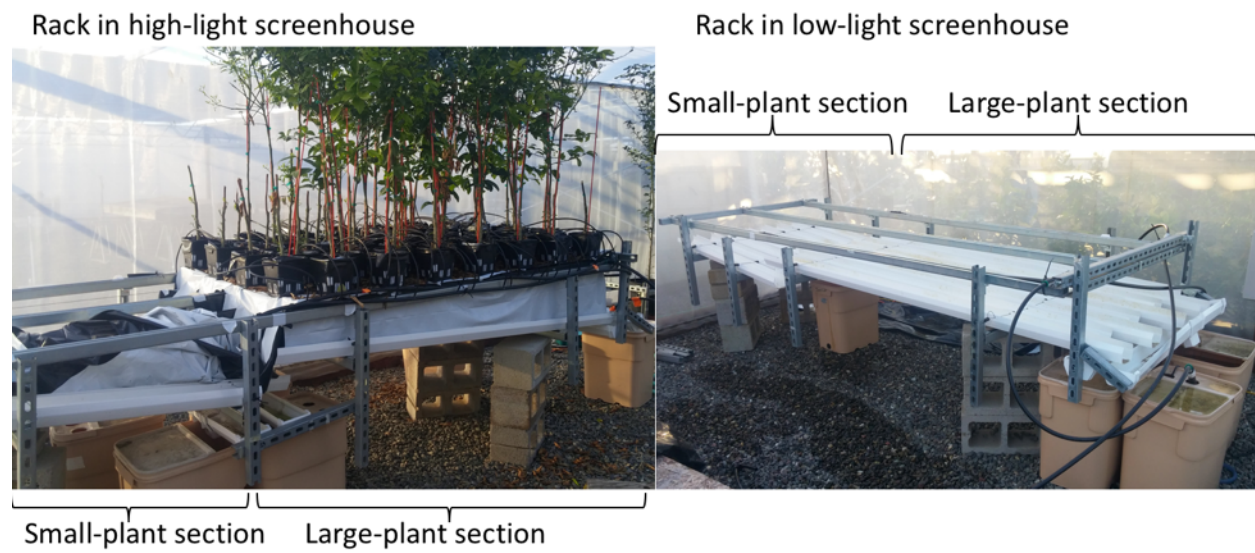 Rack in high-light screenhouse
Rack in low-light screenhouse
Small-plant section
Large-plant section
Small-plant section
Large-plant section